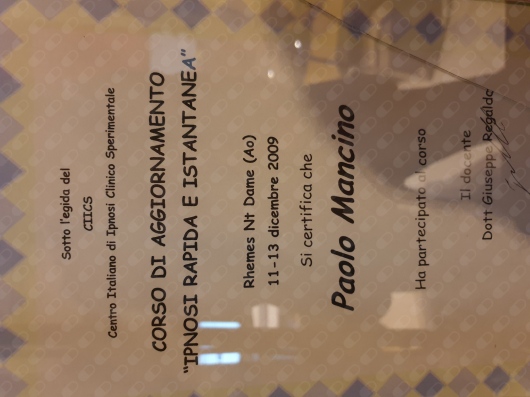 Sotto l'egida del
CIICS
Centro Italiano di Ipnosi Clinico Sperimentale
CORSO DI AGGIORNAMENTO
"IPNOSI RAPIDA E ISTANTANEA"
Rhemes Nt Dame (Ao)
11-13 dicembre 2009
Si certifica che
Paolo Mancino
Ha partecipato al corso
Il docente
Dott Giuseppe Regaldo